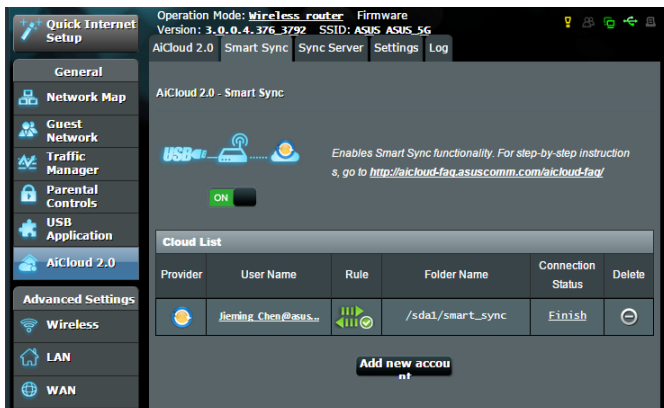 Quick Internet
Setup
General
Network Map
Guest
Network
Traffic
Manager
Parental
Controls
USB
Application
AiCloud 2.0
Advanced Settings
Wireless
LAN
WAN
Operation Mode: Wireless router Firmware
Version: 3.0.0.4.376_3792 SSID: ASUS ASUS_5G
AiCloud 2.0 Smart Sync Sync Server Settings Log
AiCloud 2.0 - Smart Sync
USB
Enables Smart Sync functionality. For step-by-step instruction
s, go to http://aicloud-faq.asuscomm.com/aicloud-faq/
ON
Cloud List
Provider User Name Rule Folder Name Connection Status Delete
Jieming Chen@asus... /sda1/smart_sync Finish
Add new accou
nt